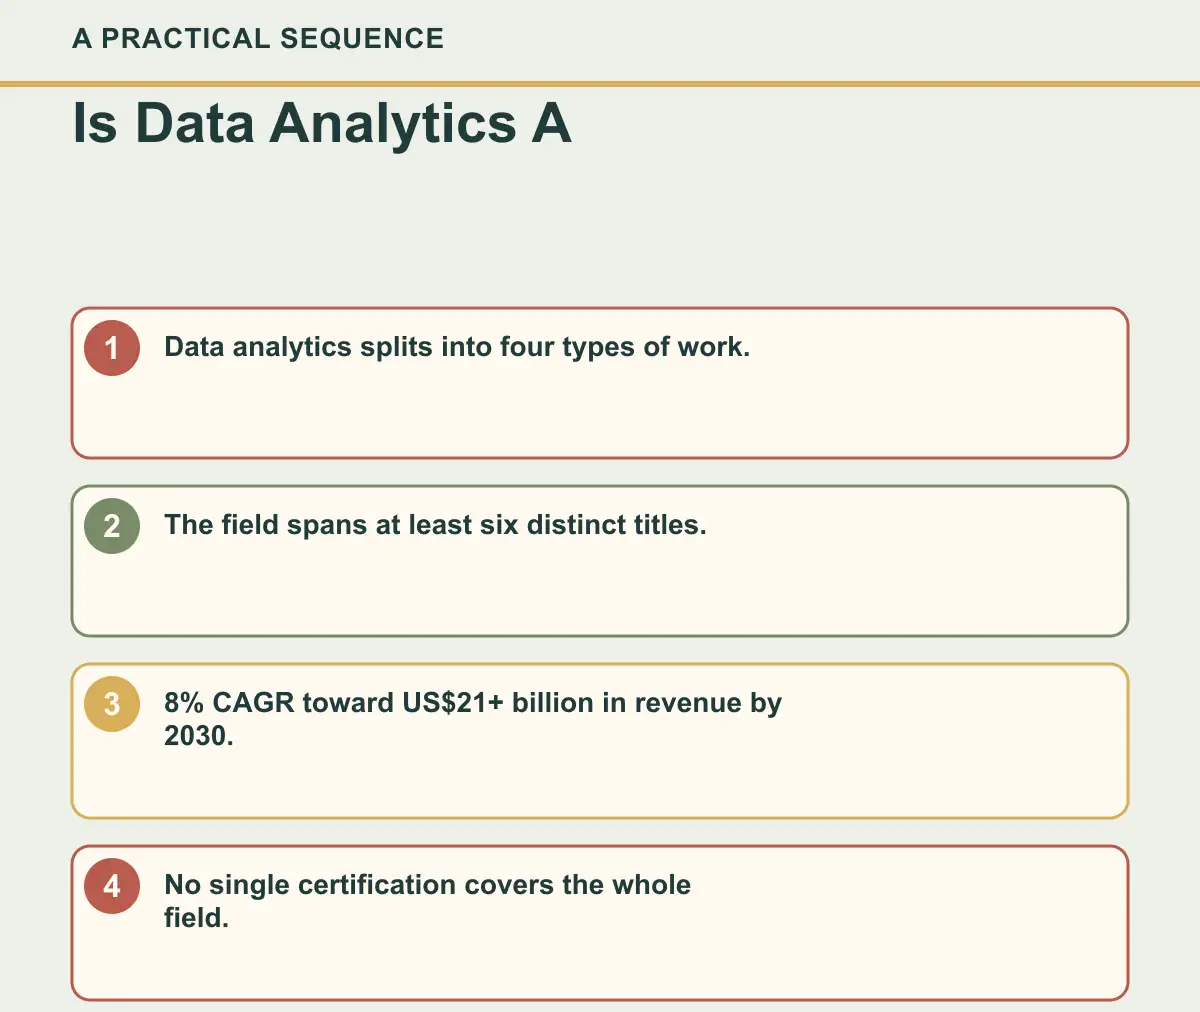 A PRACTICAL SEQUENCE
Is Data Analytics A
1
Data analytics splits into four types of work.
2
The field spans at least six distinct titles.
3
8% CAGR toward US$21+ billion in revenue by
2030.
4
No single certification covers the whole
field.